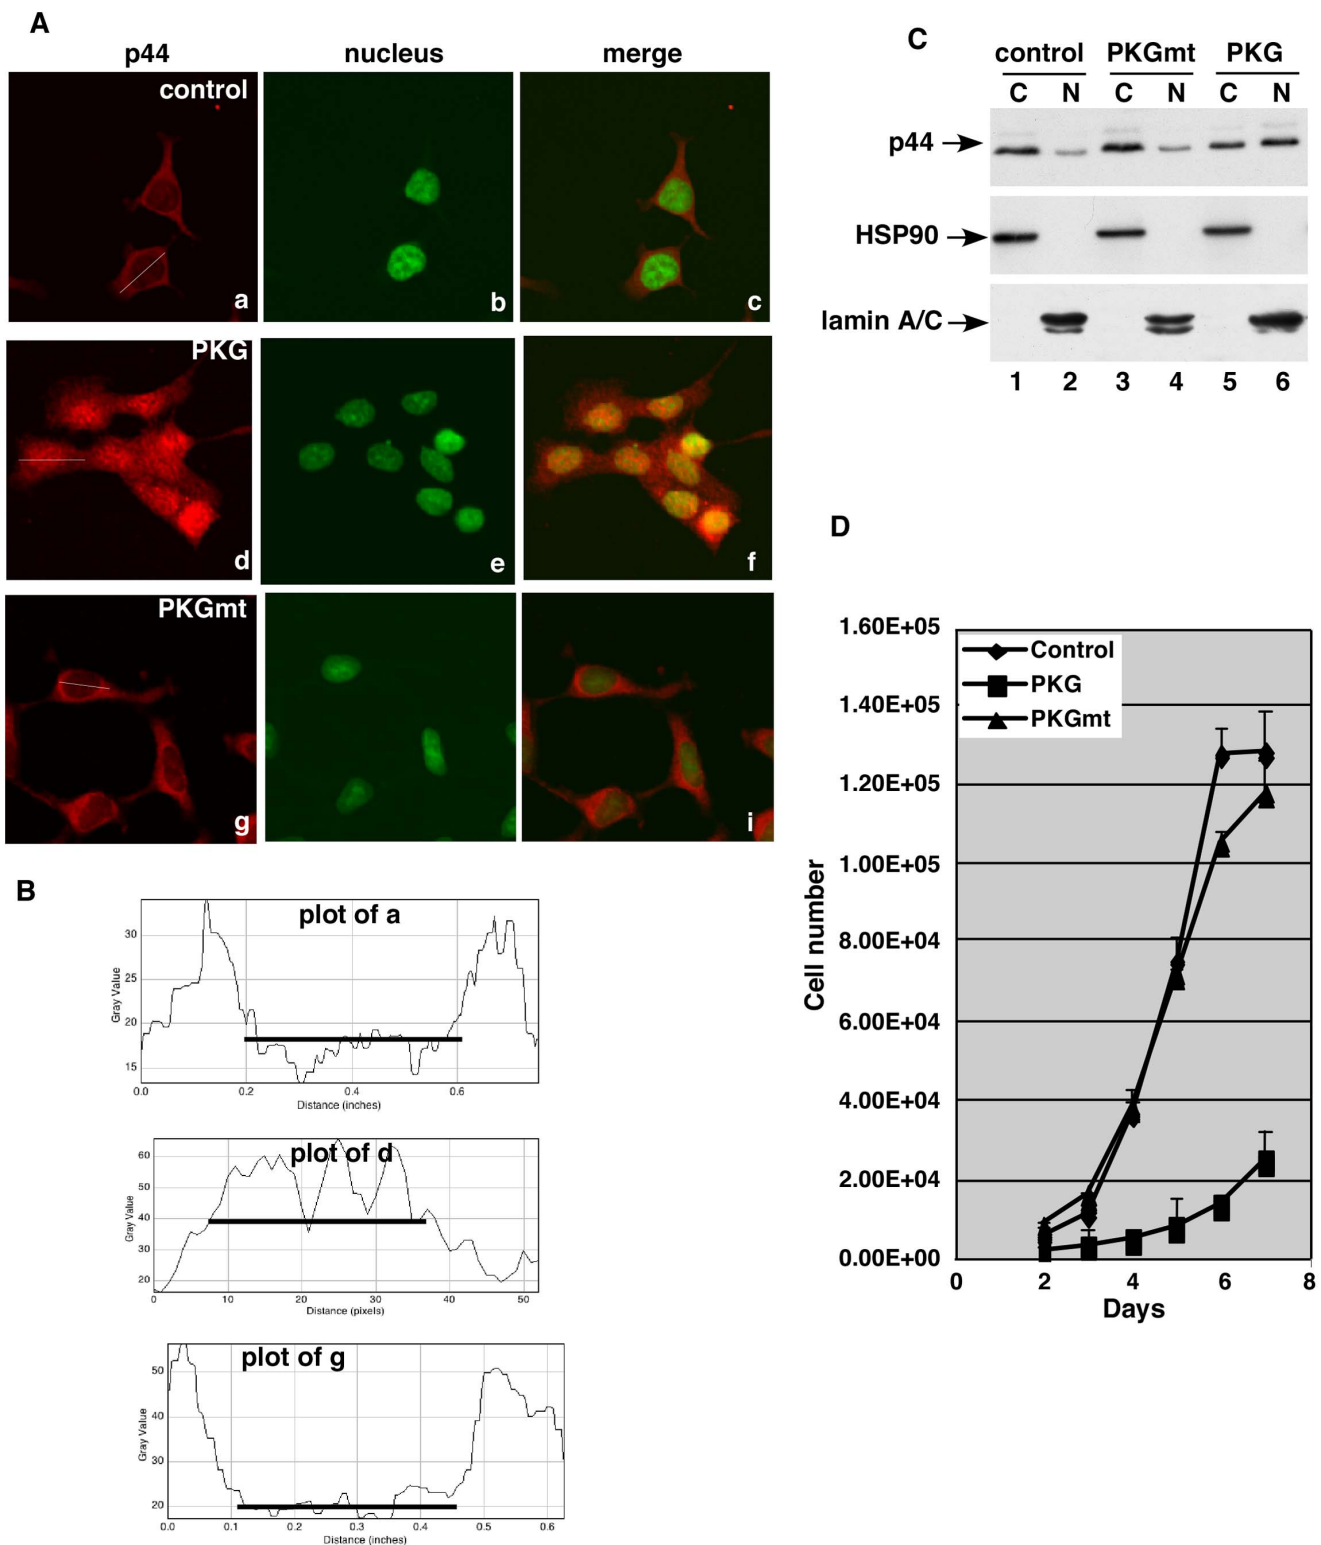 A
p44 nucleus merge
control
a b c
PKG
d e f
PKGmt
g i
B
plot of a
Gray Value
30
25
20
15
0.0 0.2 0.4 0.6
Distance (inches)
plot of d
Gray Value
60
50
40
30
20
0 10 20 30 40 50
Distance (pixels)
plot of g
Gray Value
50
40
30
20
0.0 0.1 0.2 0.3 0.4 0.5 0.6
Distance (inches)
C
control PKGmt PKG
C N C N C N
p44
HSP90
lamin A/C
1 2 3 4 5 6
D
Cell number
1.60E+05
1.40E+05
1.20E+05
1.00E+05
8.00E+04
6.00E+04
4.00E+04
2.00E+04
0.00E+00
Control
PKG
PKGmt
0 2 4 6 8
Days